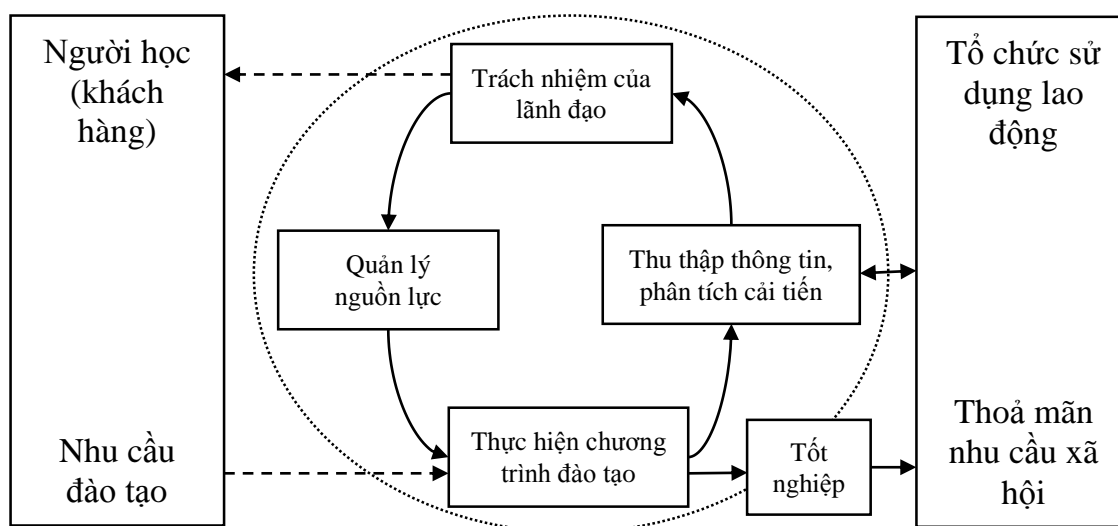 Người học
(khách
hàng)
Nhu cầu
đào tạo
Trách nhiệm của
lãnh đạo
Quản lý
nguồn lực
Thu thập thông tin,
phân tích cải tiến
Thực hiện chương
trình đào tạo
Tốt
nghiệp
Tổ chức sử
dụng lao
động
Thoả mãn
nhu cầu xã
hội